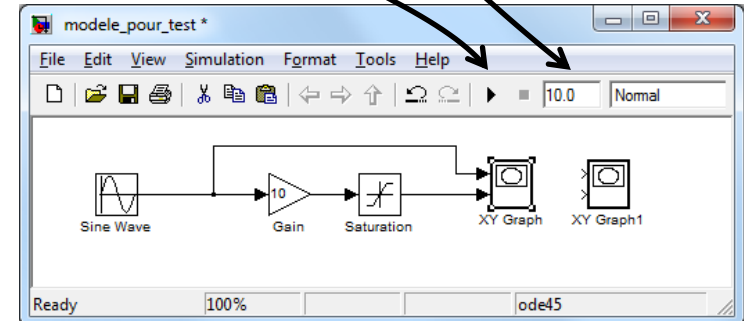 modele_pour_test *
File Edit View Simulation Format Tools Help
10.0 Normal
10
Sine Wave Gain Saturation XY Graph XY Graph1
Ready 100% ode45